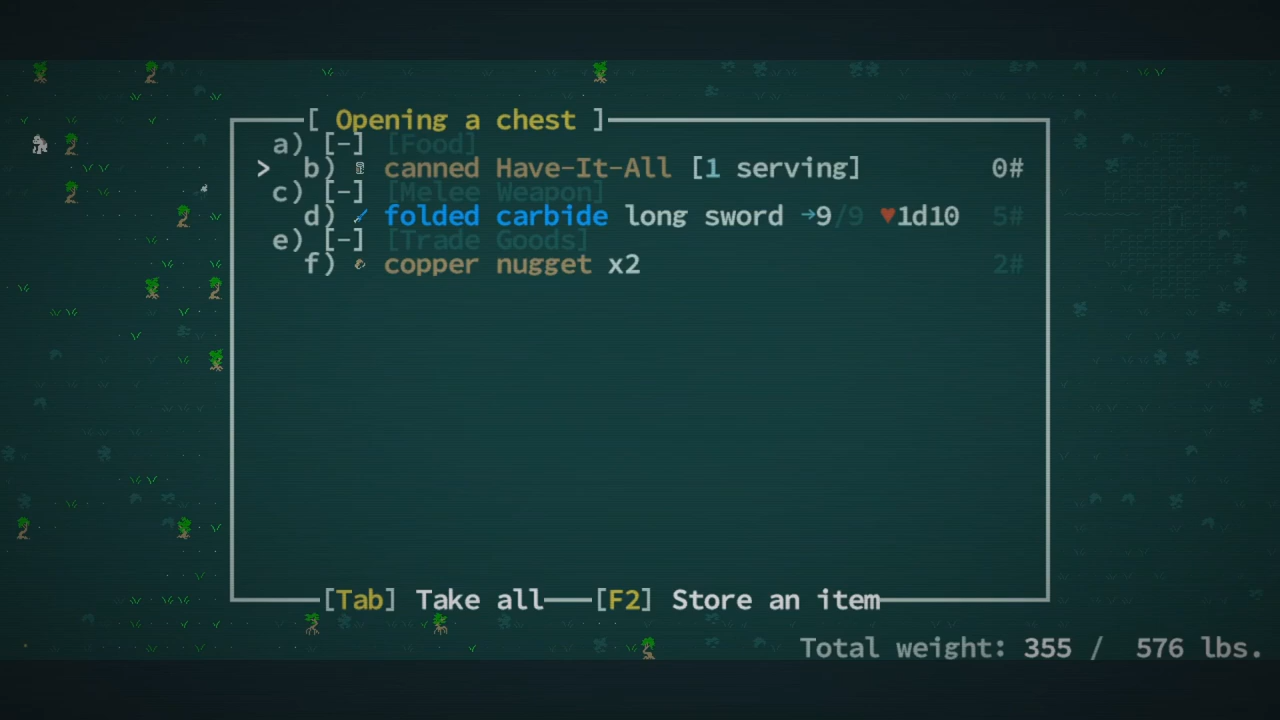 [ Opening a chest ]
a) [-] [Food]
> b) canned Have-It-All [1 serving] 0#
c) [-] [Melee Weapon]
d) folded carbide long sword →9/9 ♥1d10 5#
e) [-] [Trade Goods]
f) copper nugget x2 2#
[Tab] Take all [F2] Store an item
Total weight: 355 / 576 lbs.